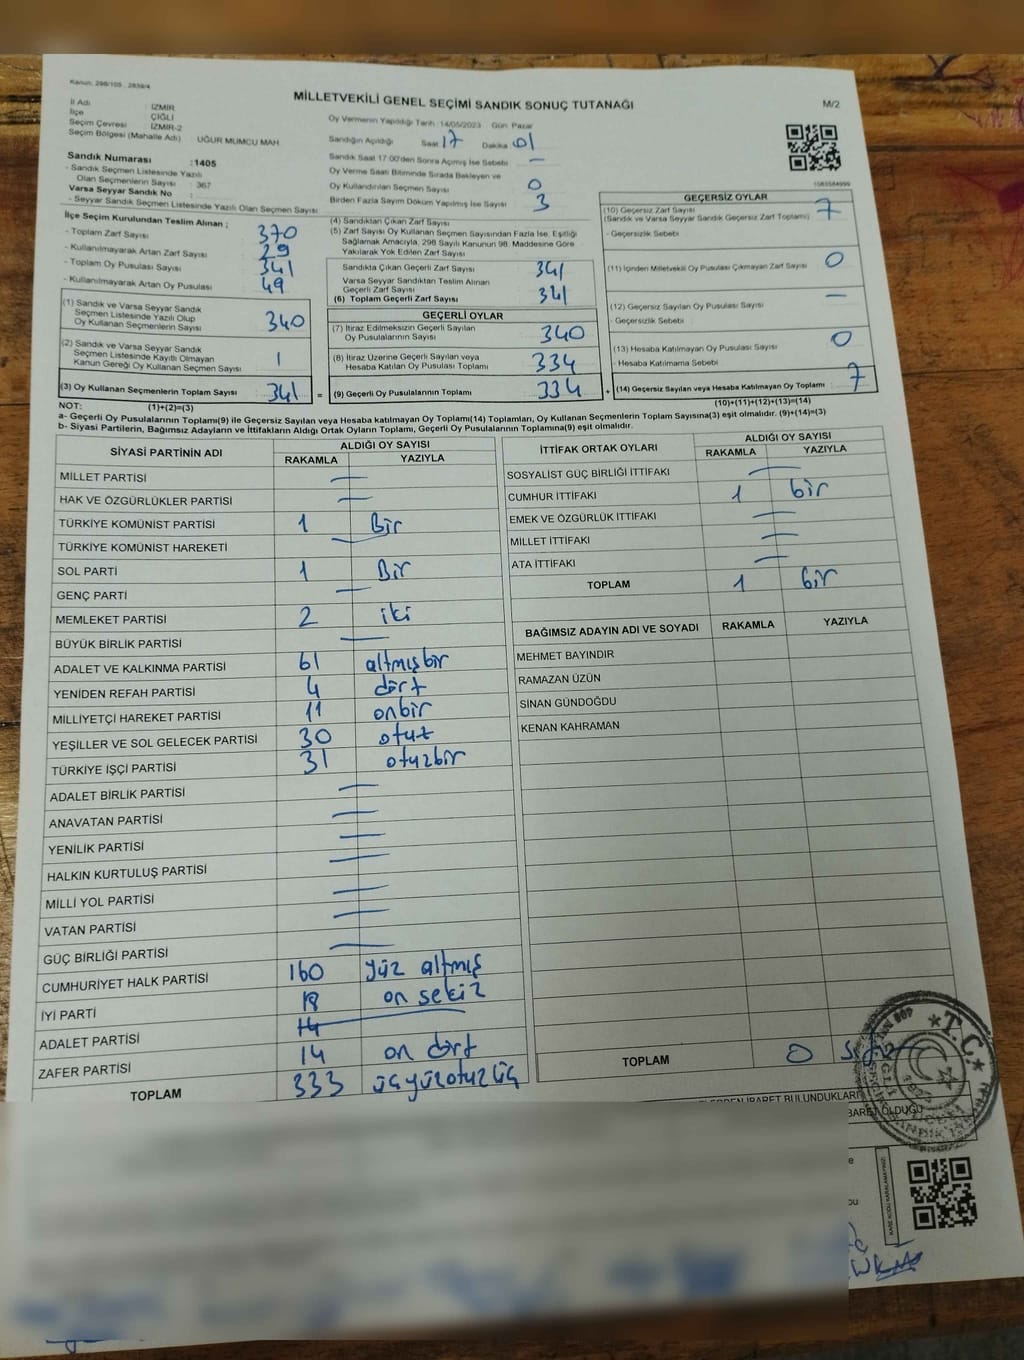 Kanun: 298/105 , 2839/4
MİLLETVEKİLİ GENEL SEÇİMİ SANDIK SONUÇ TUTANAĞI
M/2
İl Adı : İZMİR
İlçe ÇİĞLİ
Seçim Çevresi İZMİR-2
Seçim Bölgesi (Mahalle Adı) UĞUR MUMCU MAH.
Sandık Numarası : 1405
- Sandık Seçmen Listesinde Yazılı
Olan Seçmenlerin Sayısı : 367
Varsa Seyyar Sandık No :
- Seyyar Sandık Seçmen Listesinde Yazılı Olan Seçmen Sayısı
Oy Vermenin Yapıldığı Tarih :14/05/2023 Gün: Pazar
Sandığın Açıldığı Saat 17 Dakika 01
Sandık Saat 17:00'den Sonra Açılmış İse Sebebi –
Oy Verme Saati Bitiminde Sırada Bekleyen ve
Oy Kullandırılan Seçmen Sayısı 0
Birden Fazla Sayım Döküm Yapılmış İse Sayısı 3
İlçe Seçim Kurulundan Teslim Alınan ;
- Toplam Zarf Sayısı 370
- Kullanılmayarak Artan Zarf Sayısı 29
- Toplam Oy Pusulası Sayısı 341
- Kullanılmayarak Artan Oy Pusulası 49
(1) Sandık ve Varsa Seyyar Sandık
Seçmen Listesinde Yazılı Olup
Oy Kullanan Seçmenlerin Sayısı 340
(2) Sandık ve Varsa Seyyar Sandık
Seçmen Listesinde Kayıtlı Olmayan
Kanun Gereği Oy Kullanan Seçmen Sayısı 1
(3) Oy Kullanan Seçmenlerin Toplam Sayısı 341 =
(4) Sandıktan Çıkan Zarf Sayısı
(5) Zarf Sayısı Oy Kullanan Seçmen Sayısından Fazla İse, Eşitliği
Sağlamak Amacıyla, 298 Sayılı Kanunun 98. Maddesine Göre
Yakılarak Yok Edilen Zarf Sayısı
Sandıkta Çıkan Geçerli Zarf Sayısı 341
Varsa Seyyar Sandıktan Teslim Alınan
Geçerli Zarf Sayısı
(6) Toplam Geçerli Zarf Sayısı 341
GEÇERLİ OYLAR
(7) İtiraz Edilmeksizin Geçerli Sayılan
Oy Pusulalarının Sayısı 340
(8) İtiraz Üzerine Geçerli Sayılan veya
Hesaba Katılan Oy Pusulası Toplamı 334
(9) Geçerli Oy Pusulalarının Toplamı 334 +
GEÇERSİZ OYLAR
(10) Geçersiz Zarf Sayısı 7
(Sandık ve Varsa Seyyar Sandık Geçersiz Zarf Toplamı)
- Geçersizlik Sebebi
(11) İçinden Milletvekili Oy Pusulası Çıkmayan Zarf Sayısı 0
(12) Geçersiz Sayılan Oy Pusulası Sayısı –
- Geçersizlik Sebebi
(13) Hesaba Katılmayan Oy Pusulası Sayısı 0
- Hesaba Katılmama Sebebi
(14) Geçersiz Sayılan veya Hesaba Katılmayan Oy Toplamı 7
(10)+(11)+(12)+(13)=(14)
NOT: (1)+(2)=(3)
a- Geçerli Oy Pusulalarının Toplamı(9) ile Geçersiz Sayılan veya Hesaba katılmayan Oy Toplamı(14) Toplamları, Oy Kullanan Seçmenlerin Toplam Sayısına(3) eşit olmalıdır. (9)+(14)=(3)
b- Siyasi Partilerin, Bağımsız Adayların ve İttifakların Aldığı Ortak Oyların Toplamı, Geçerli Oy Pusulalarının Toplamına(9) eşit olmalıdır.
SİYASİ PARTİNİN ADI ALDIĞI OY SAYISI
RAKAMLA YAZIYLA
MİLLET PARTİSİ
HAK VE ÖZGÜRLÜKLER PARTİSİ
TÜRKİYE KOMÜNİST PARTİSİ 1 Bir
TÜRKİYE KOMÜNİST HAREKETİ
SOL PARTİ 1 Bir
GENÇ PARTİ
MEMLEKET PARTİSİ 2 iki
BÜYÜK BİRLİK PARTİSİ
ADALET VE KALKINMA PARTİSİ 61 altmışbir
YENİDEN REFAH PARTİSİ 4 dört
MİLLİYETÇİ HAREKET PARTİSİ 11 onbir
YEŞİLLER VE SOL GELECEK PARTİSİ 30 otuz
TÜRKİYE İŞÇİ PARTİSİ 31 otuzbir
ADALET BİRLİK PARTİSİ
ANAVATAN PARTİSİ
YENİLİK PARTİSİ
HALKIN KURTULUŞ PARTİSİ
MİLLİ YOL PARTİSİ
VATAN PARTİSİ
GÜÇ BİRLİĞİ PARTİSİ
CUMHURİYET HALK PARTİSİ 160 yüz altmış
İYİ PARTİ 18 on sekiz
ADALET PARTİSİ 14
ZAFER PARTİSİ 14 on dört
TOPLAM 333 üçyüzotuzüç
İTTİFAK ORTAK OYLARI ALDIĞI OY SAYISI
RAKAMLA YAZIYLA
SOSYALİST GÜÇ BİRLİĞİ İTTİFAKI
CUMHUR İTTİFAKI 1 bir
EMEK VE ÖZGÜRLÜK İTTİFAKI
MİLLET İTTİFAKI
ATA İTTİFAKI
TOPLAM 1 bir
BAĞIMSIZ ADAYIN ADI VE SOYADI RAKAMLA YAZIYLA
MEHMET BAYINDIR
RAMAZAN ÜZÜN
SİNAN GÜNDOĞDU
KENAN KAHRAMAN
TOPLAM 0 sıfır
T.C.
İBARET BULUNDUKLARI
OLDUĞU